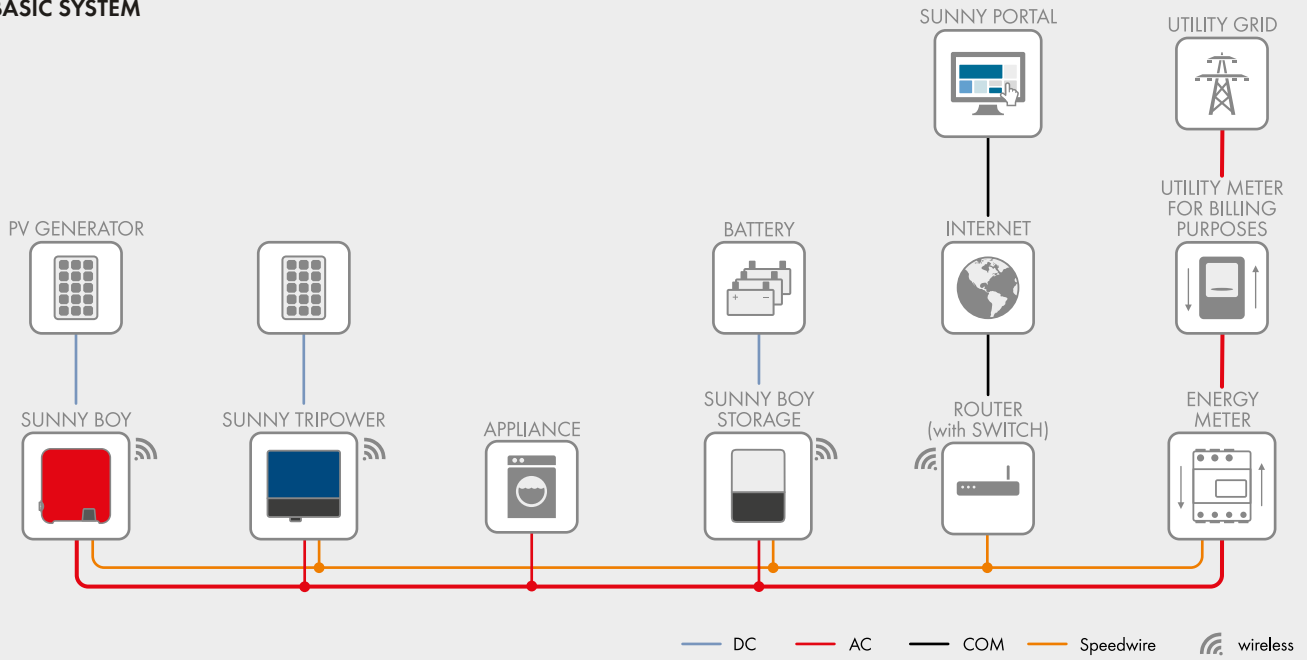 BASIC SYSTEM
SUNNY PORTAL
UTILITY GRID
UTILITY METER
FOR BILLING
PURPOSES
PV GENERATOR
BATTERY
INTERNET
SUNNY BOY
SUNNY TRIPOWER
APPLIANCE
SUNNY BOY
STORAGE
ROUTER
(with SWITCH)
ENERGY
METER
DC
AC
COM
Speedwire
wireless